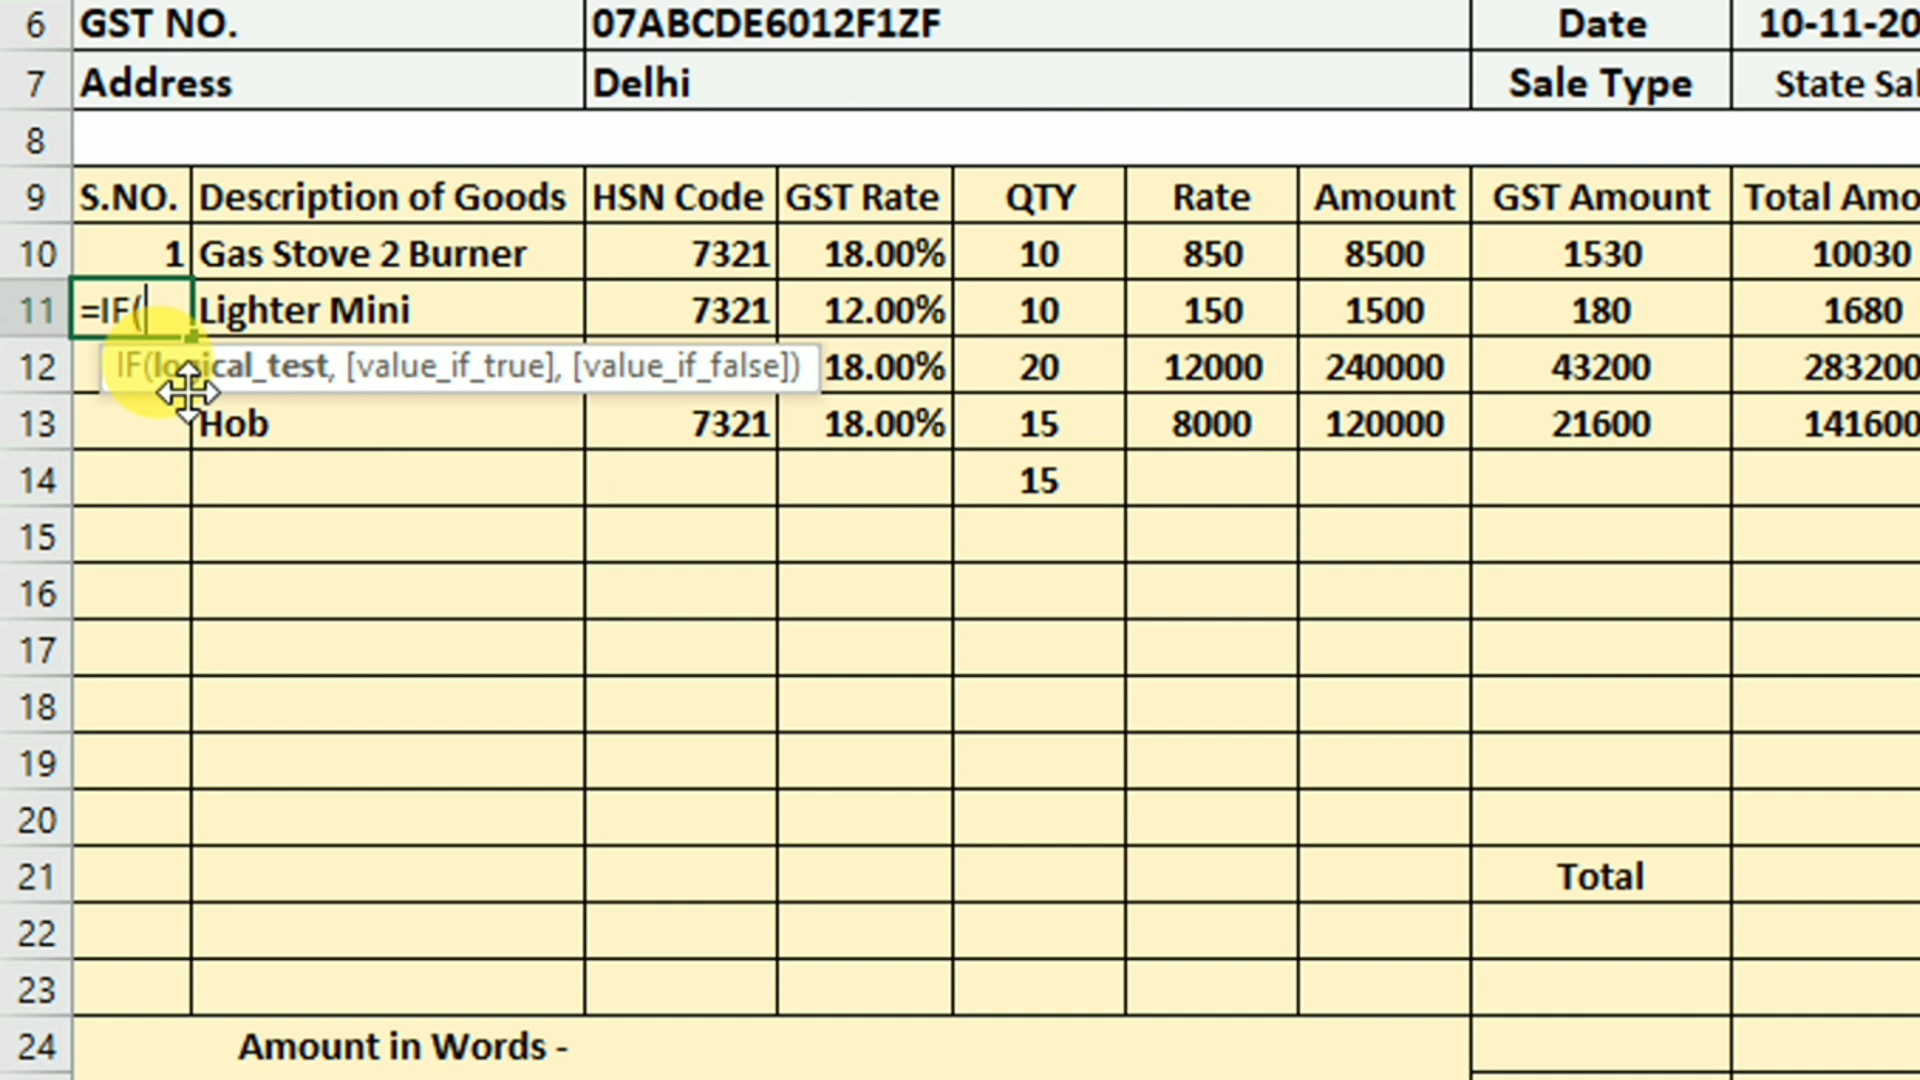 6 GST NO. 07ABCDE6012F1ZF Date 10-11-20
7 Address Delhi Sale Type State Sal
8
9 S.NO. Description of Goods HSN Code GST Rate QTY Rate Amount GST Amount Total Amo
10 1 Gas Stove 2 Burner 7321 18.00% 10 850 8500 1530 10030
11 =IF( Lighter Mini 7321 12.00% 10 150 1500 180 1680
12 IF(logical_test, [value_if_true], [value_if_false]) 18.00% 20 12000 240000 43200 283200
13 Hob 7321 18.00% 15 8000 120000 21600 141600
14 15
15
16
17
18
19
20
21 Total
22
23
24 Amount in Words -